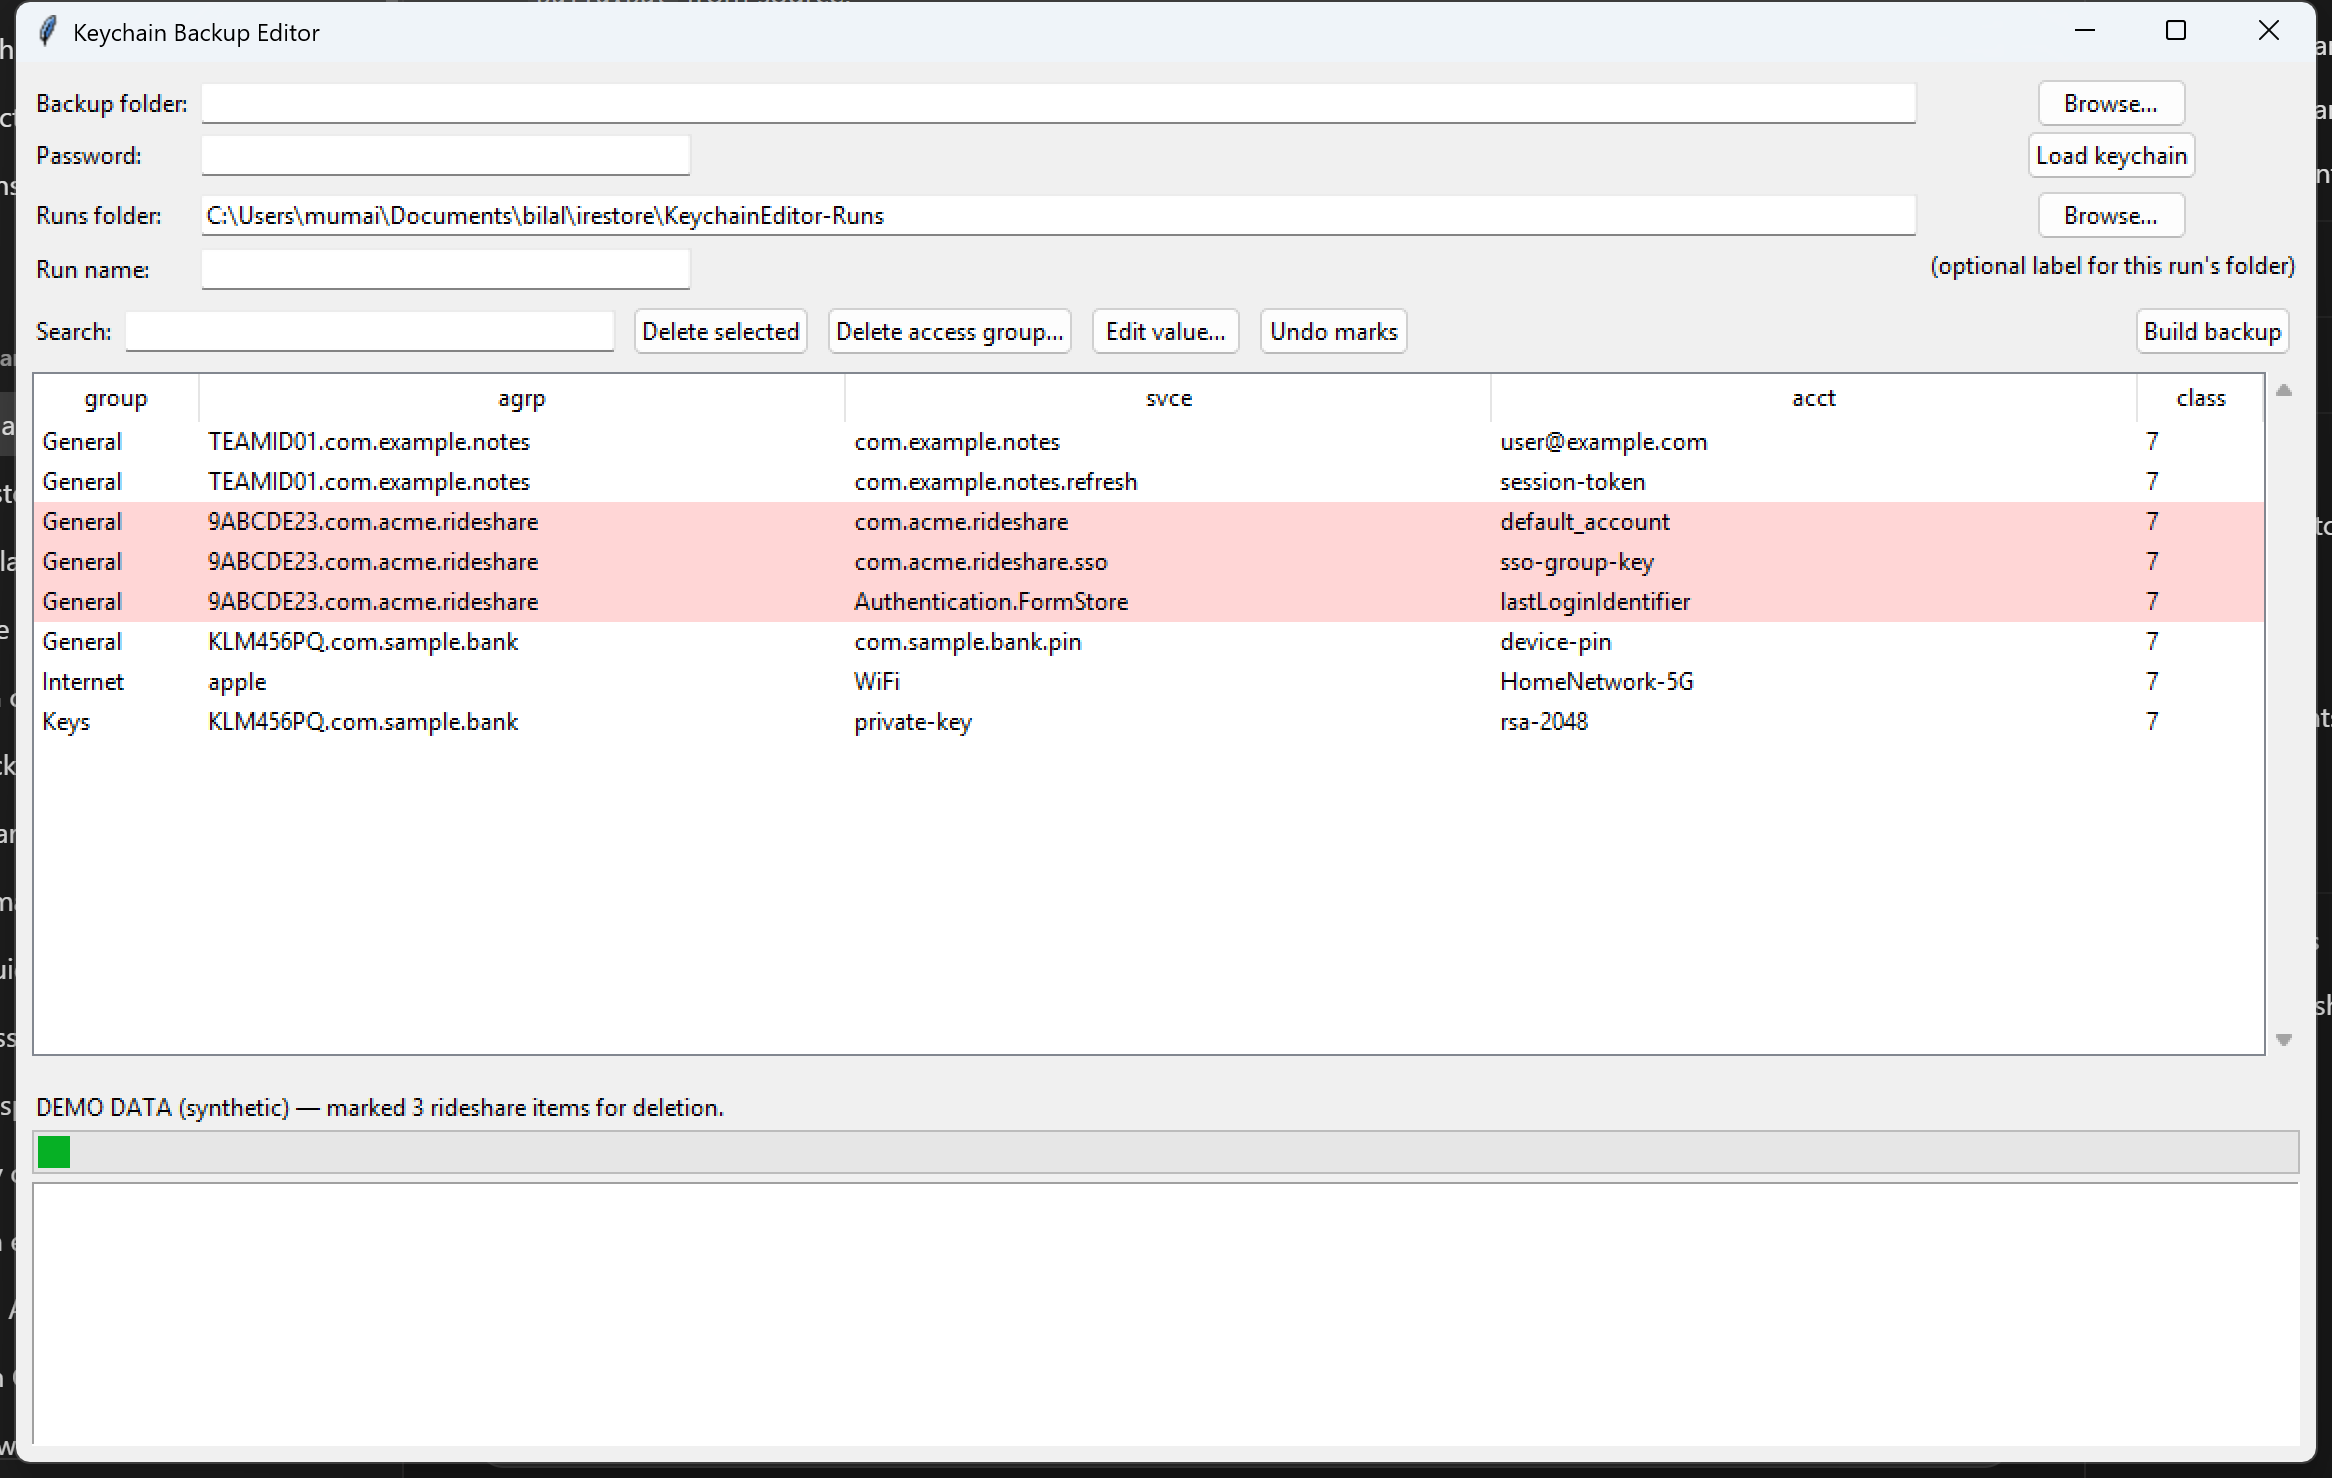 Keychain Backup Editor
Backup folder: Browse...
Password: Load keychain
Runs folder: C:\Users\mumai\Documents\bilal\irestore\KeychainEditor-Runs Browse...
Run name: (optional label for this run's folder)
Search: Delete selected Delete access group... Edit value... Undo marks Build backup
group agrp svce acct class
General TEAMID01.com.example.notes com.example.notes user@example.com 7
General TEAMID01.com.example.notes com.example.notes.refresh session-token 7
General 9ABCDE23.com.acme.rideshare com.acme.rideshare default_account 7
General 9ABCDE23.com.acme.rideshare com.acme.rideshare.sso sso-group-key 7
General 9ABCDE23.com.acme.rideshare Authentication.FormStore lastLoginIdentifier 7
General KLM456PQ.com.sample.bank com.sample.bank.pin device-pin 7
Internet apple WiFi HomeNetwork-5G 7
Keys KLM456PQ.com.sample.bank private-key rsa-2048 7
DEMO DATA (synthetic) — marked 3 rideshare items for deletion.